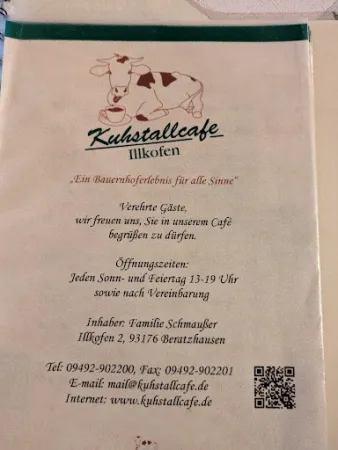 Kuhstallcafe
Illkofen
„Ein Bauernhoferlebnis für alle Sinne"
Verehrte Gäste,
wir freuen uns, Sie in unserem Café
begrüßen zu dürfen.
Öffnungszeiten:
Jeden Sonn- und Feiertag 13-19 Uhr
sowie nach Vereinbarung
Inhaber: Familie Schmaußer
Illkofen 2, 93176 Beratzhausen
Tel: 09492-902200, Fax: 09492-902201
E-mail: mail@kuhstallcafe.de
Internet: www.kuhstallcafe.de